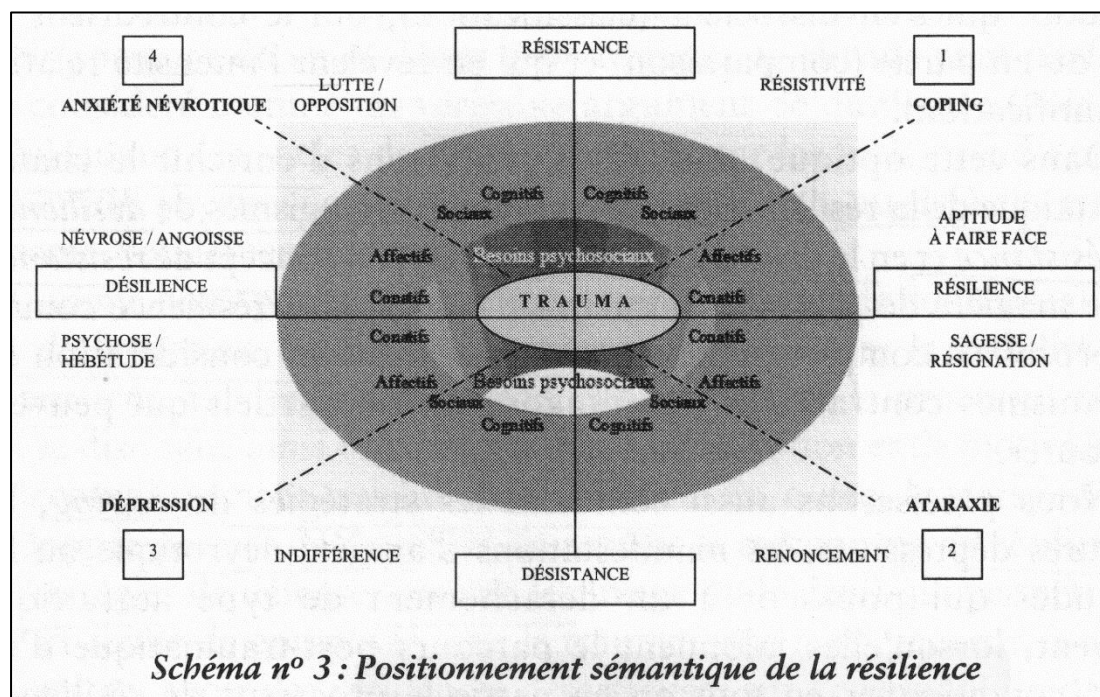 RÉSISTANCE
4
1
LUTTE /
OPPOSITION
RÉSISTIVITÉ
ANXIÉTÉ NÉVROTIQUE
COPING
Cognitifs Cognitifs
Sociaux Sociaux
NÉVROSE / ANGOISSE
Affectifs Affectifs
APTITUDE
À FAIRE FACE
Besoins psychosociaux
DÉSILIENCE
Conatifs Conatifs
RÉSILIENCE
TRAUMA
PSYCHOSE /
HÉBÉTUDE
Conatifs Conatifs
SAGESSE /
RÉSIGNATION
Affectifs Besoins psychosociaux Affectifs
Sociaux Sociaux
Cognitifs Cognitifs
DÉPRESSION
ATARAXIE
3
INDIFFÉRENCE
DÉSISTANCE
RENONCEMENT
2
Schéma nº 3 : Positionnement sémantique de la résilience